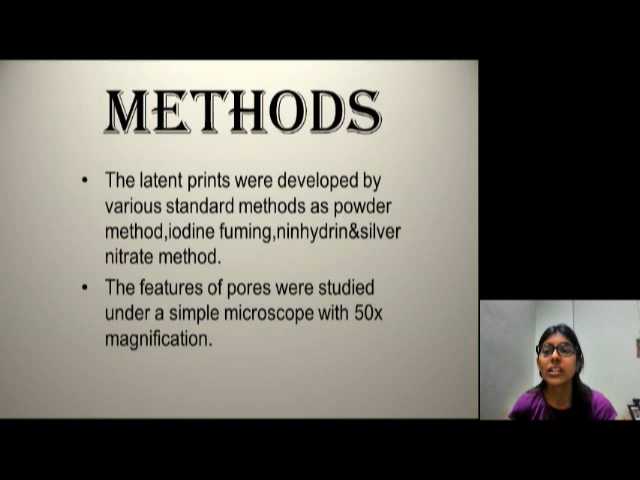 METHODS
• The latent prints were developed by
various standard methods as powder
method,iodine fuming,ninhydrin&silver
nitrate method.
• The features of pores were studied
under a simple microscope with 50x
magnification.